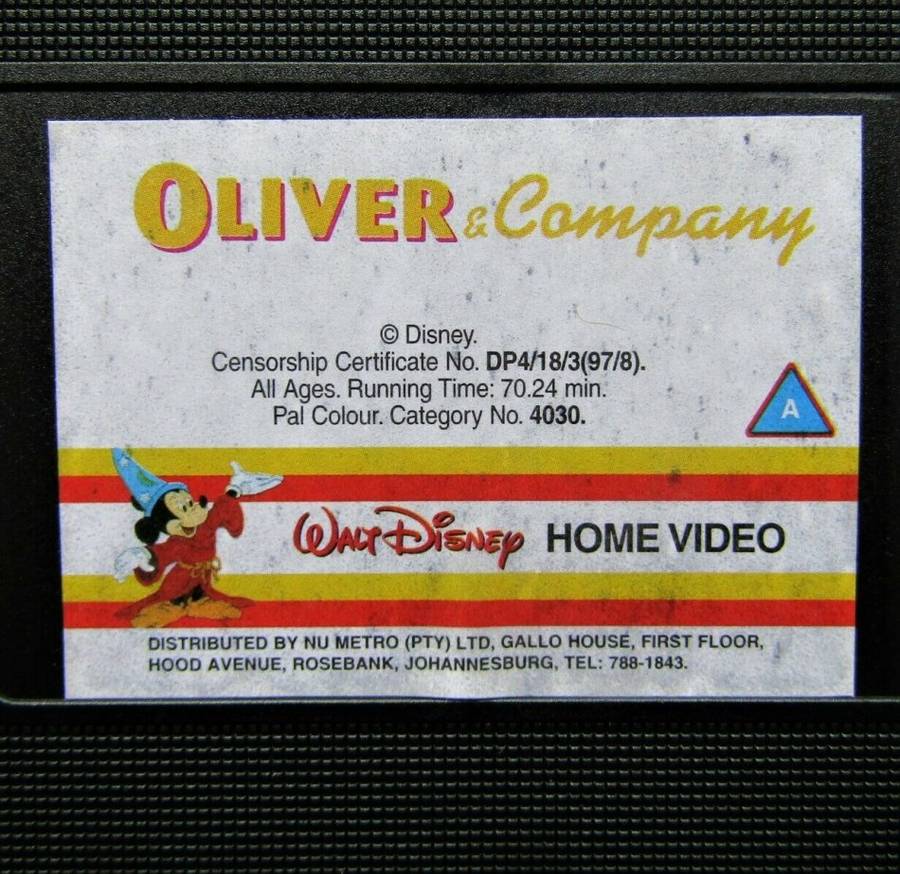 OLIVER & Company
© Disney.
Censorship Certificate No. DP4/18/3(97/8).
All Ages. Running Time: 70.24 min.
Pal Colour. Category No. 4030.
A
WALT DISNEY HOME VIDEO
DISTRIBUTED BY NU METRO (PTY) LTD, GALLO HOUSE, FIRST FLOOR,
HOOD AVENUE, ROSEBANK, JOHANNESBURG, TEL: 788-1843.